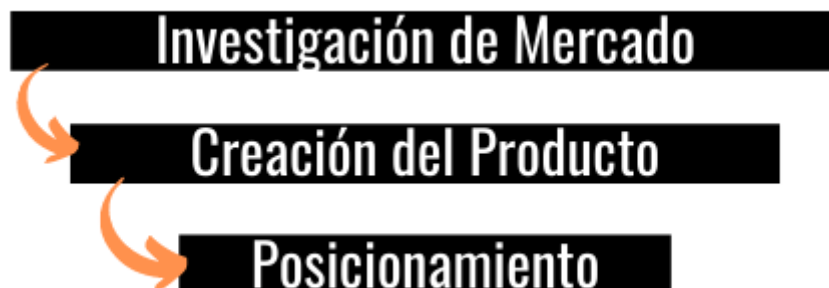 Investigación de Mercado
Creación del Producto
Posicionamiento